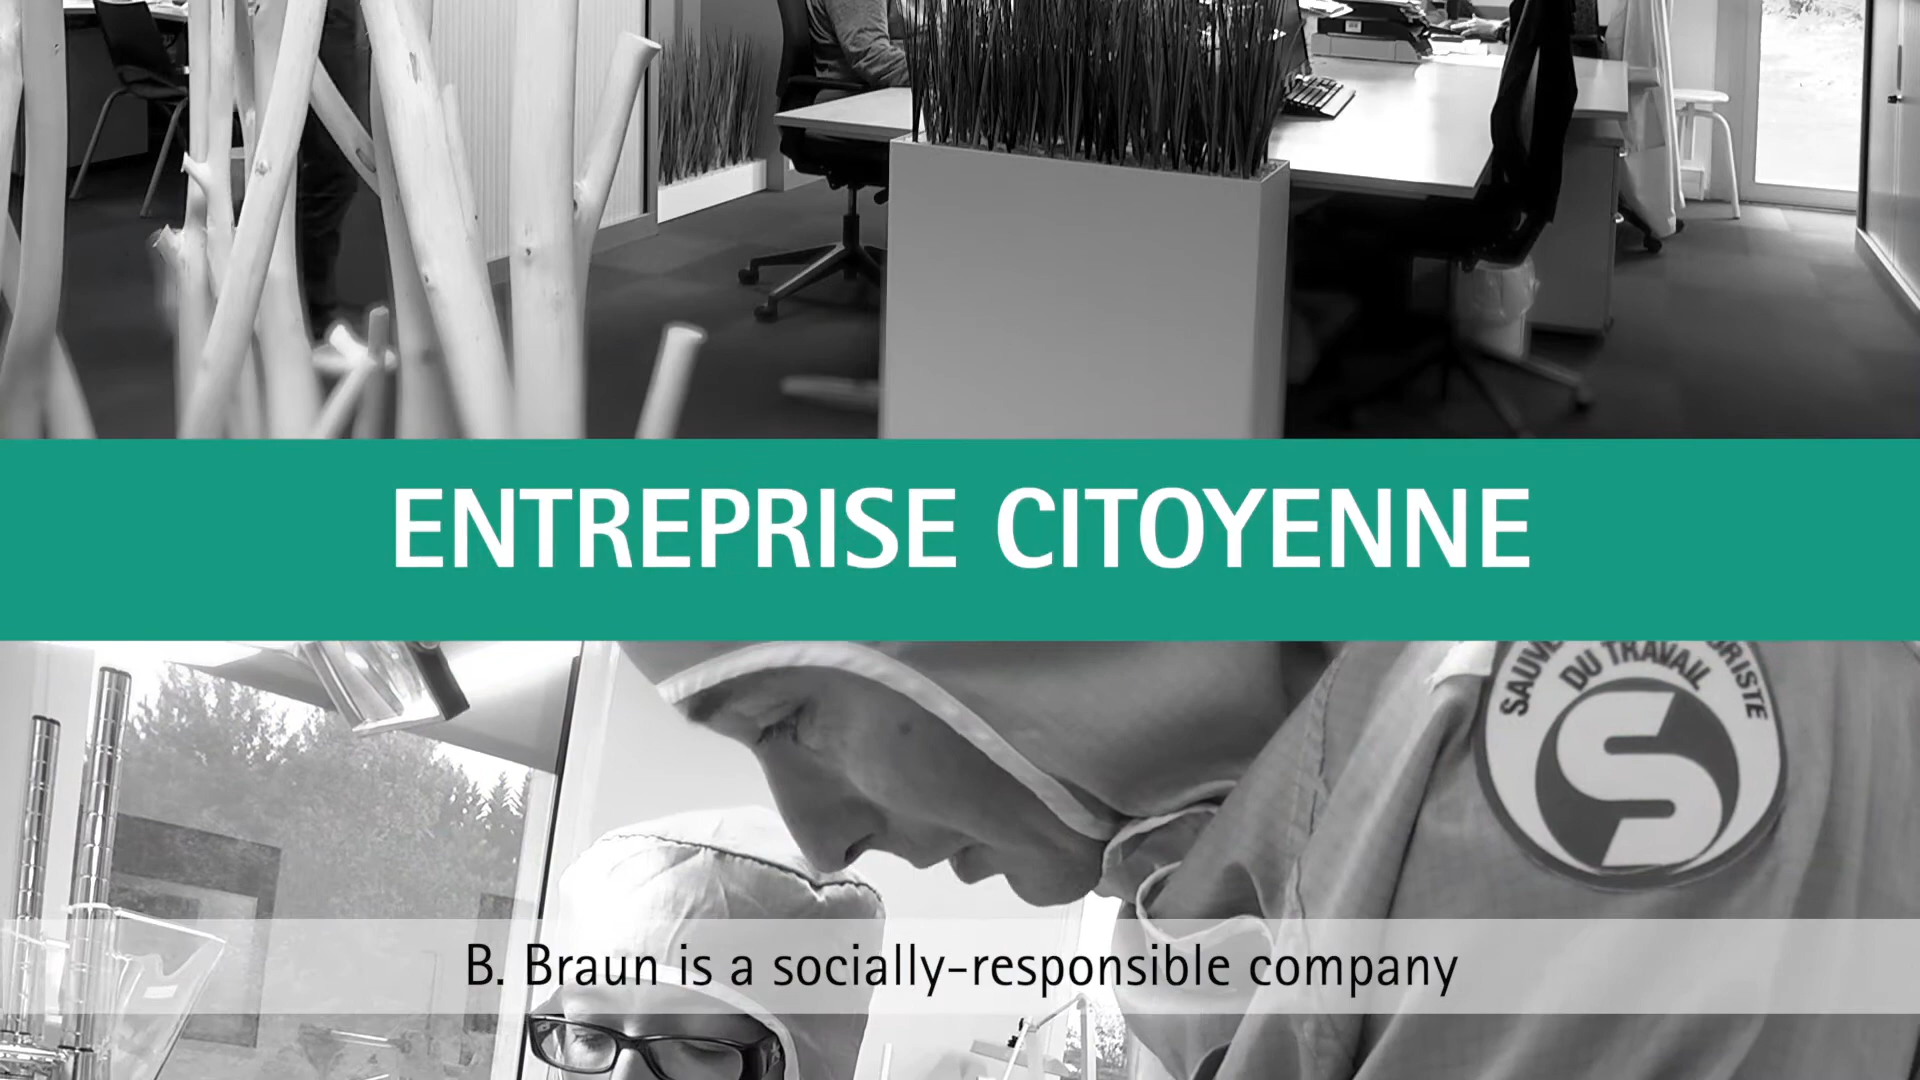 ENTREPRISE CITOYENNE
DU TRAVAIL
S
B. Braun is a socially-responsible company